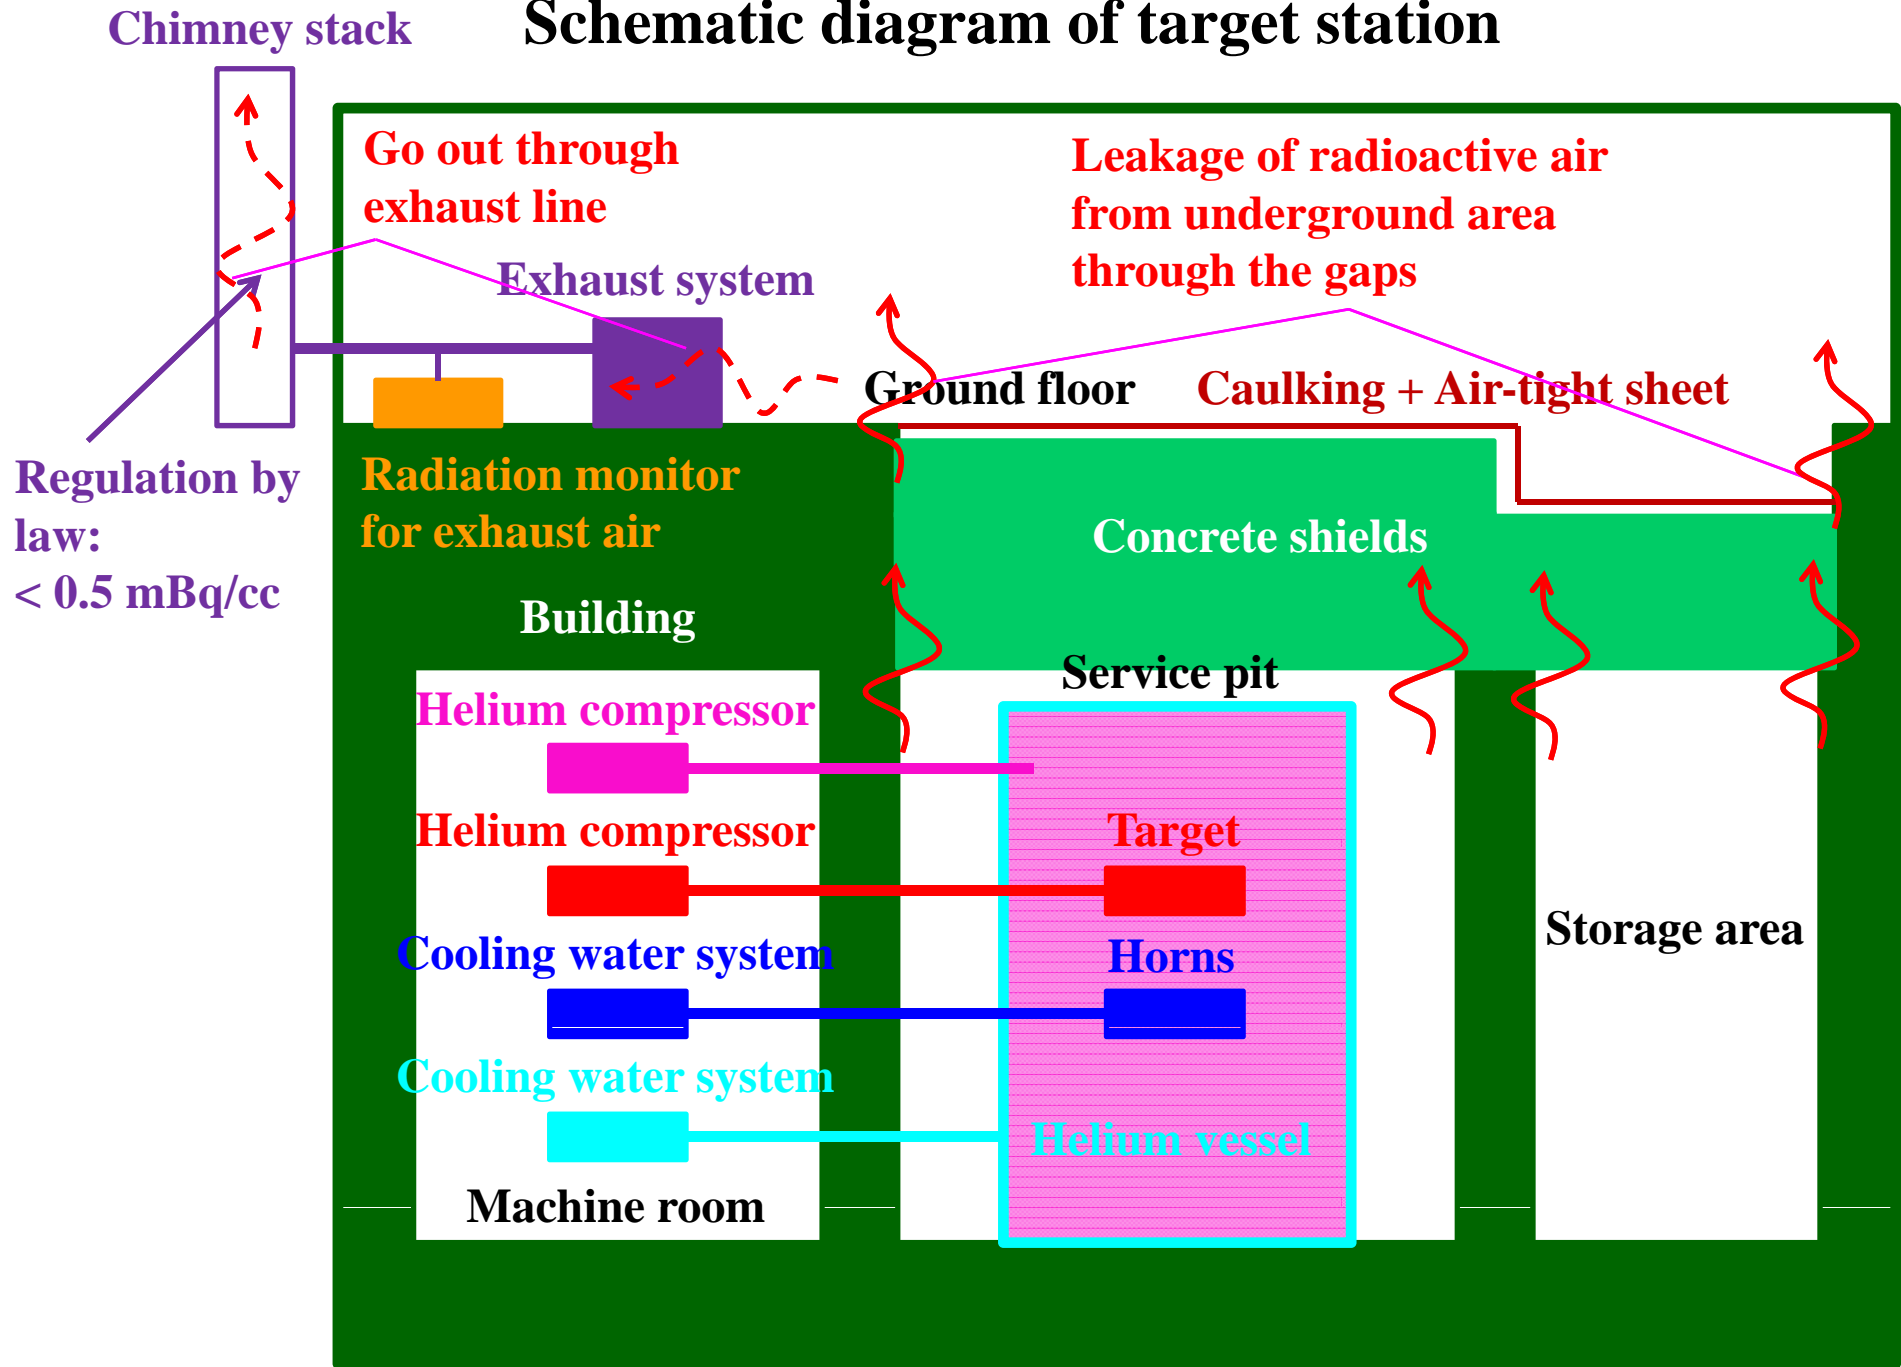 Schematic diagram of target station
Chimney stack
Go out through
exhaust line
Leakage of radioactive air
from underground area
through the gaps
Exhaust system
Ground floor
Caulking + Air-tight sheet
Regulation by
law:
< 0.5 mBq/cc
Radiation monitor
for exhaust air
Concrete shields
Building
Service pit
Helium compressor
Helium compressor
Target
Cooling water system
Horns
Storage area
Cooling water system
Helium vessel
Machine room